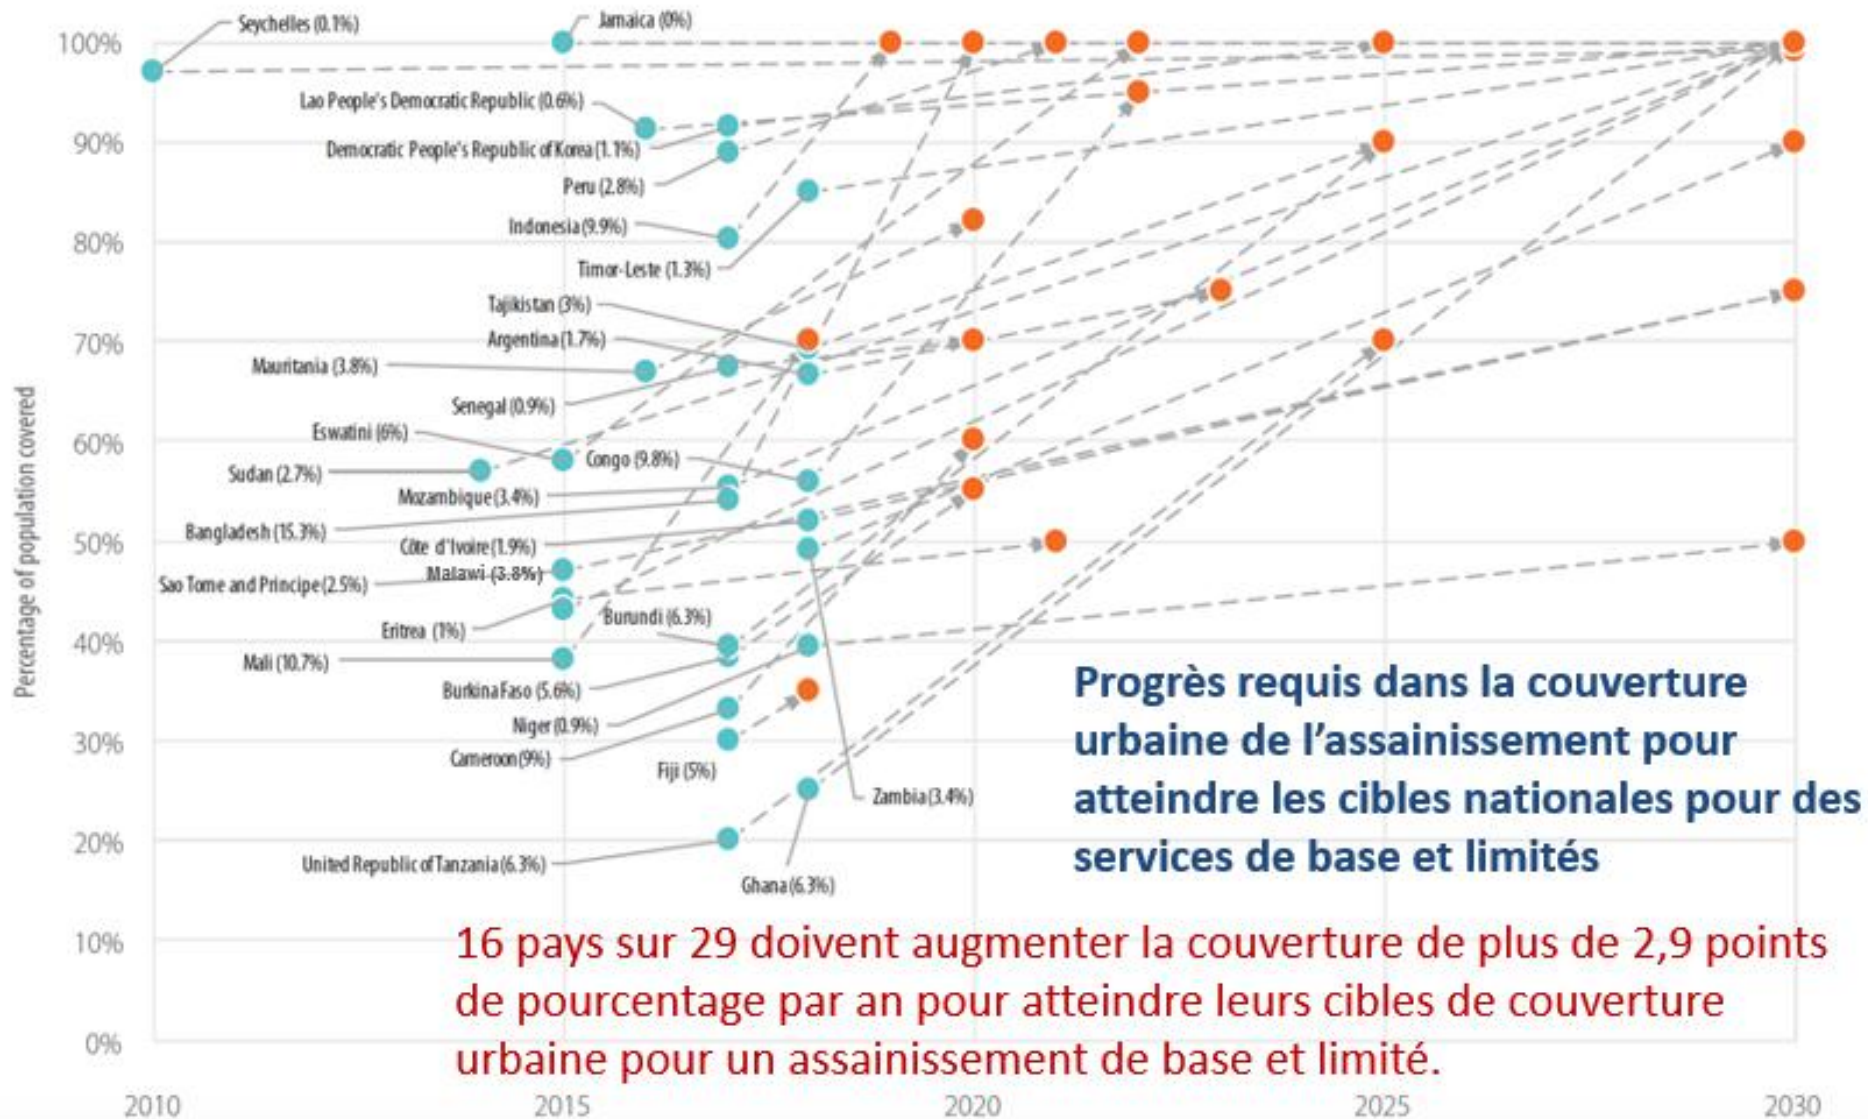 Seychelles (0.1%)
Jamaica (0%)
100%
Lao People's Democratic Republic (0.6%)
90%
Democratic People's Republic of Korea (1.1%)
Peru (2.8%)
Indonesia (9.9%)
80%
Timor-Leste (1.3%)
Tajikistan (3%)
Argentina (1.7%)
70%
Mauritania (3.8%)
Senegal (0.9%)
Eswatini (6%)
60%
Congo (9.8%)
Sudan (2.7%)
Mozambique (3.4%)
Bangladesh (15.3%)
50%
Côte d'Ivoire (1.9%)
Malawi (3.8%)
Sao Tome and Principe (2.5%)
Burundi (6.3%)
Eritrea (1%)
40%
Mali (10.7%)
Burkina Faso (5.6%)
Niger (0.9%)
30%
Cameroon (9%)
Fiji (5%)
Zambia (3.4%)
20%
United Republic of Tanzania (6.3%)
Ghana (6.3%)
10%
0%
Percentage of population covered
2010 2015 2020 2025 2030
Progrès requis dans la couverture
urbaine de l'assainissement pour
atteindre les cibles nationales pour des
services de base et limités
16 pays sur 29 doivent augmenter la couverture de plus de 2,9 points
de pourcentage par an pour atteindre leurs cibles de couverture
urbaine pour un assainissement de base et limité.